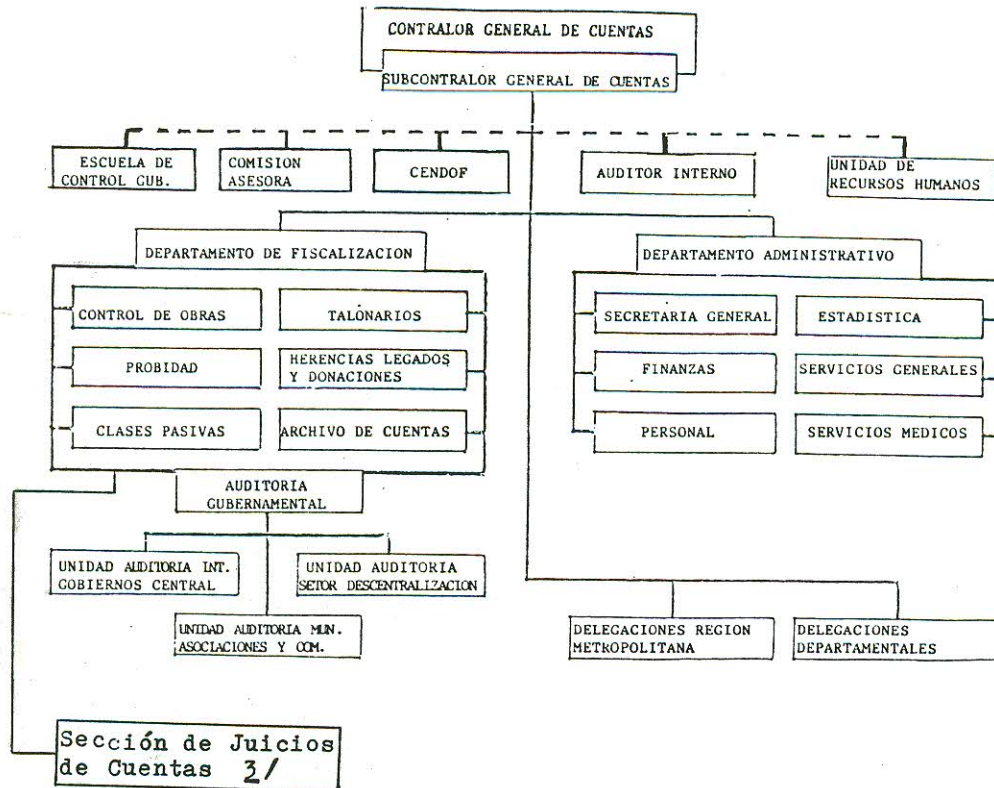 CONTRALOR GENERAL DE CUENTAS
SUBCONTRALOR GENERAL DE CUENTAS
ESCUELA DE
CONTROL GUB.
COMISION
ASESORA
CENDOF
AUDITOR INTERNO
UNIDAD DE
RECURSOS HUMANOS
DEPARTAMENTO DE FISCALIZACION
DEPARTAMENTO ADMINISTRATIVO
CONTROL DE OBRAS
TALONARIOS
PROBIDAD
HERENCIAS LEGADOS
Y DONACIONES
CLASES PASIVAS
ARCHIVO DE CUENTAS
SECRETARIA GENERAL
ESTADISTICA
FINANZAS
SERVICIOS GENERALES
PERSONAL
SERVICIOS MEDICOS
AUDITORIA
GUBERNAMENTAL
UNIDAD AUDITORIA INT.
GOBIERNOS CENTRAL
UNIDAD AUDITORIA
SETOR DESCENTRALIZACION
UNIDAD AUDITORIA MUN.
ASOCIACIONES Y COM.
DELEGACIONES REGION
METROPOLITANA
DELEGACIONES
DEPARTAMENTALES
Sección de Juicios
de Cuentas 3/